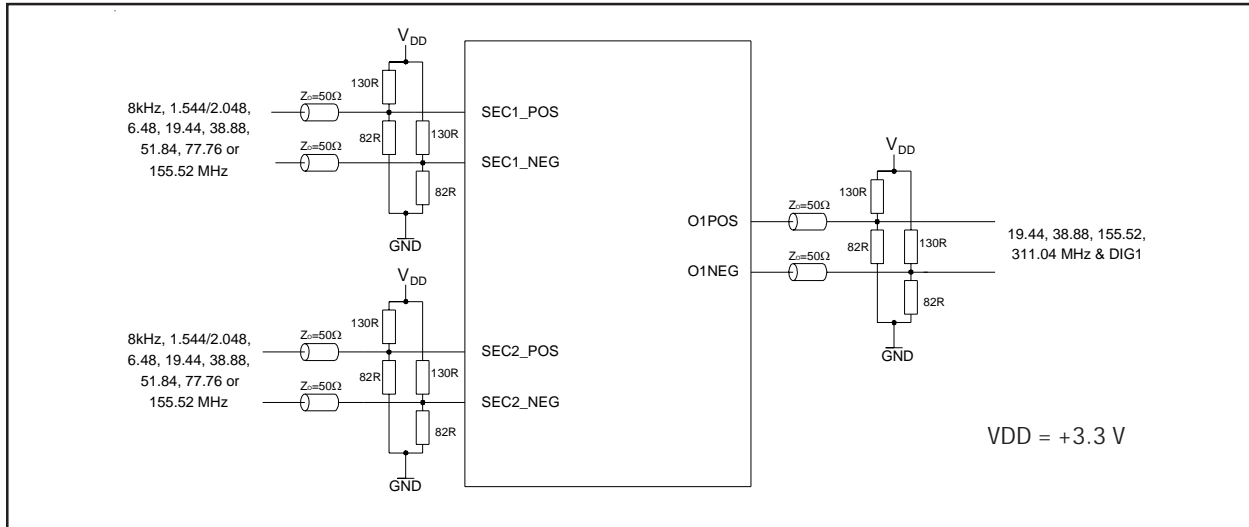 VDD
130R
Zo=50Ω
8kHz, 1.544/2.048,
6.48, 19.44, 38.88,
51.84, 77.76 or
155.52 MHz
SEC1_POS
82R
130R
Zo=50Ω
SEC1_NEG
82R
GND
VDD
130R
Zo=50Ω
8kHz, 1.544/2.048,
6.48, 19.44, 38.88,
51.84, 77.76 or
155.52 MHz
SEC2_POS
82R
130R
Zo=50Ω
SEC2_NEG
82R
GND
VDD
130R
Zo=50Ω
O1POS
82R
130R
19.44, 38.88, 155.52,
311.04 MHz & DIG1
Zo=50Ω
O1NEG
82R
GND
VDD = +3.3 V